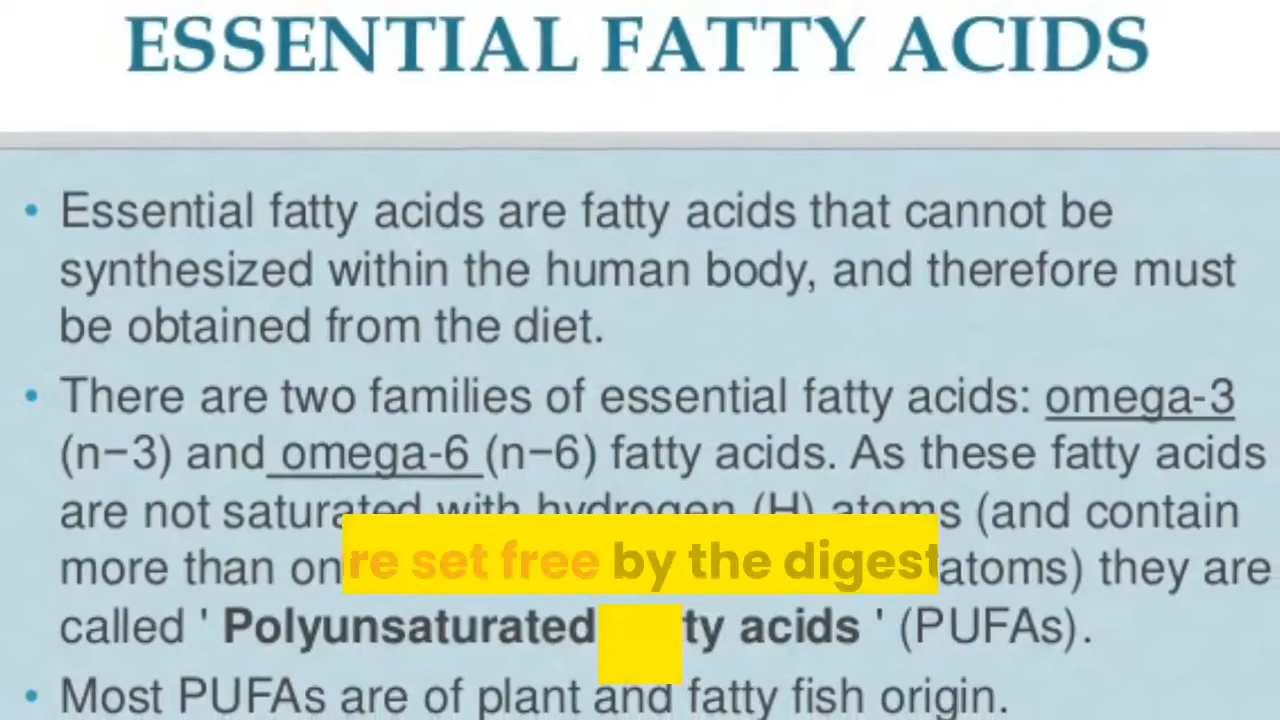 ESSENTIAL FATTY ACIDS
• Essential fatty acids are fatty acids that cannot be
synthesized within the human body, and therefore must
be obtained from the diet.
• There are two families of essential fatty acids: omega-3
(n−3) and omega-6 (n−6) fatty acids. As these fatty acids
are not saturated with hydrogen (H) atoms (and contain
more than on atoms) they are
re set free by the digest
called ' Polyunsaturated ty acids ' (PUFAs).
• Most PUFAs are of plant and fatty fish origin.